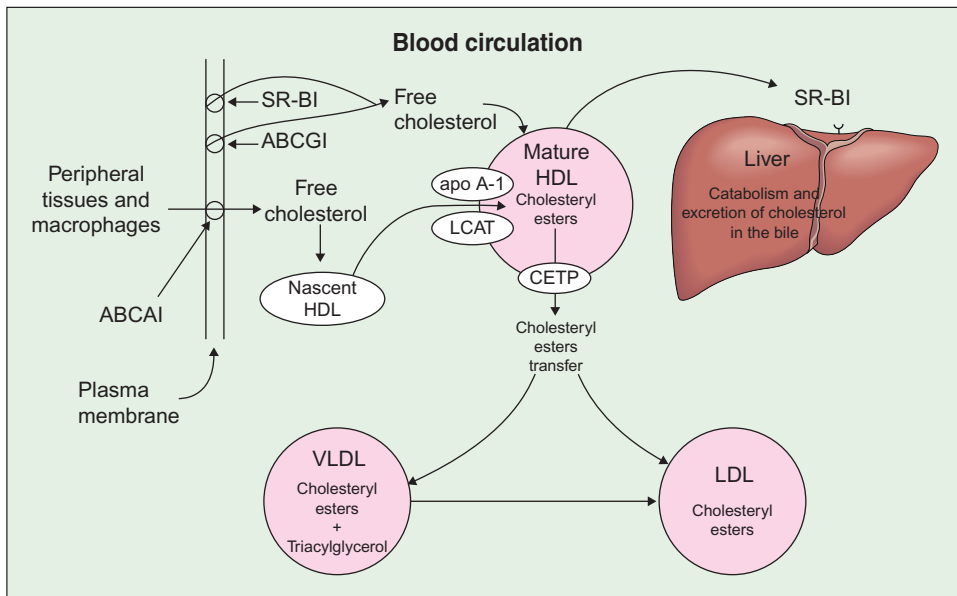 Blood circulation
SR-BI
ABCGI
Free
cholesterol
Peripheral
tissues and
macrophages
Free
cholesterol
Nascent
HDL
ABCAI
Plasma
membrane
Mature
HDL
Cholesteryl
esters
apo A-1
LCAT
CETP
Cholesteryl
esters
transfer
SR-BI
Liver
Catabolism and
excretion of cholesterol
in the bile
VLDL
Cholesteryl
esters
+
Triacylglycerol
LDL
Cholesteryl
esters